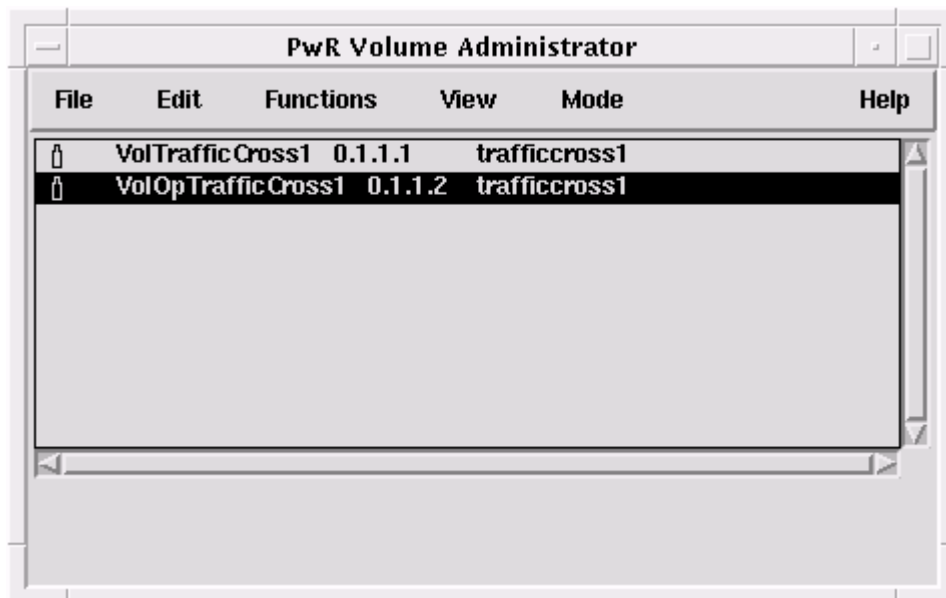 PwR Volume Administrator
File Edit Functions View Mode Help
VolTrafficCross1 0.1.1.1 trafficcross1
VolOpTrafficCross1 0.1.1.2 trafficcross1